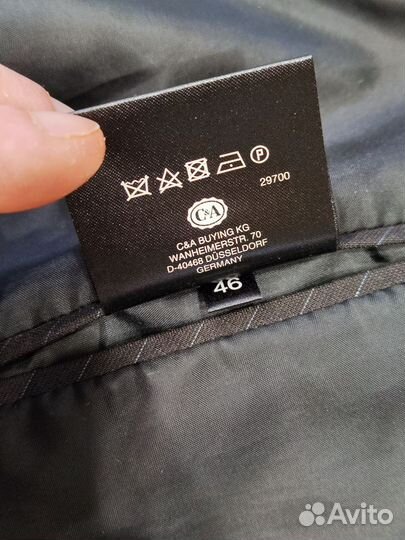 P
29700
C&A
C&A BUYING KG
WANHEIMERSTR. 70
D-40468 DÜSSELDORF
GERMANY
46
Avito